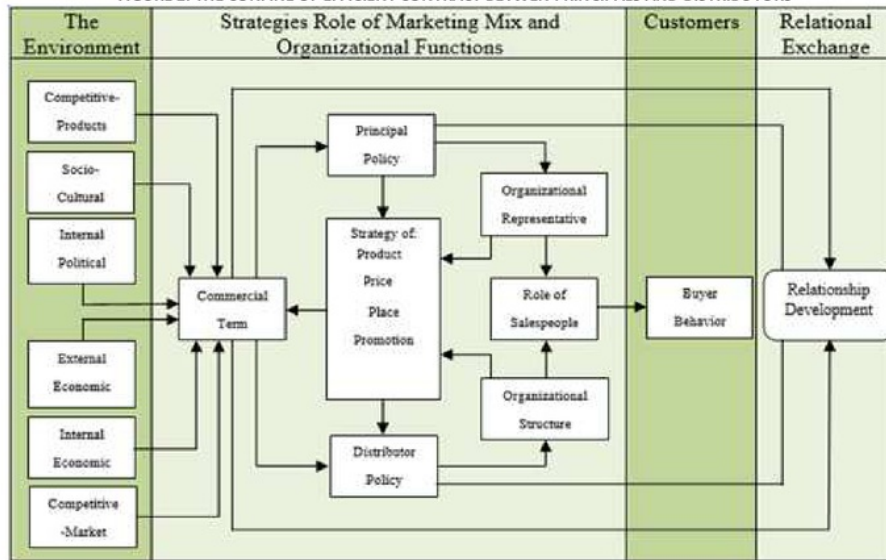 The
Environment
Strategies Role of Marketing Mix and
Organizational Functions
Customers
Relational
Exchange
Competitive-
Products
Socio-
Cultural
Internal
Political
External
Economic
Internal
Economic
Competitive
-Market
Commercial
Term
Principal
Policy
Strategy of:
Product
Price
Place
Promotion
Distributor
Policy
Organizational
Representative
Role of
Salespeople
Organizational
Structure
Buyer
Behavior
Relationship
Development